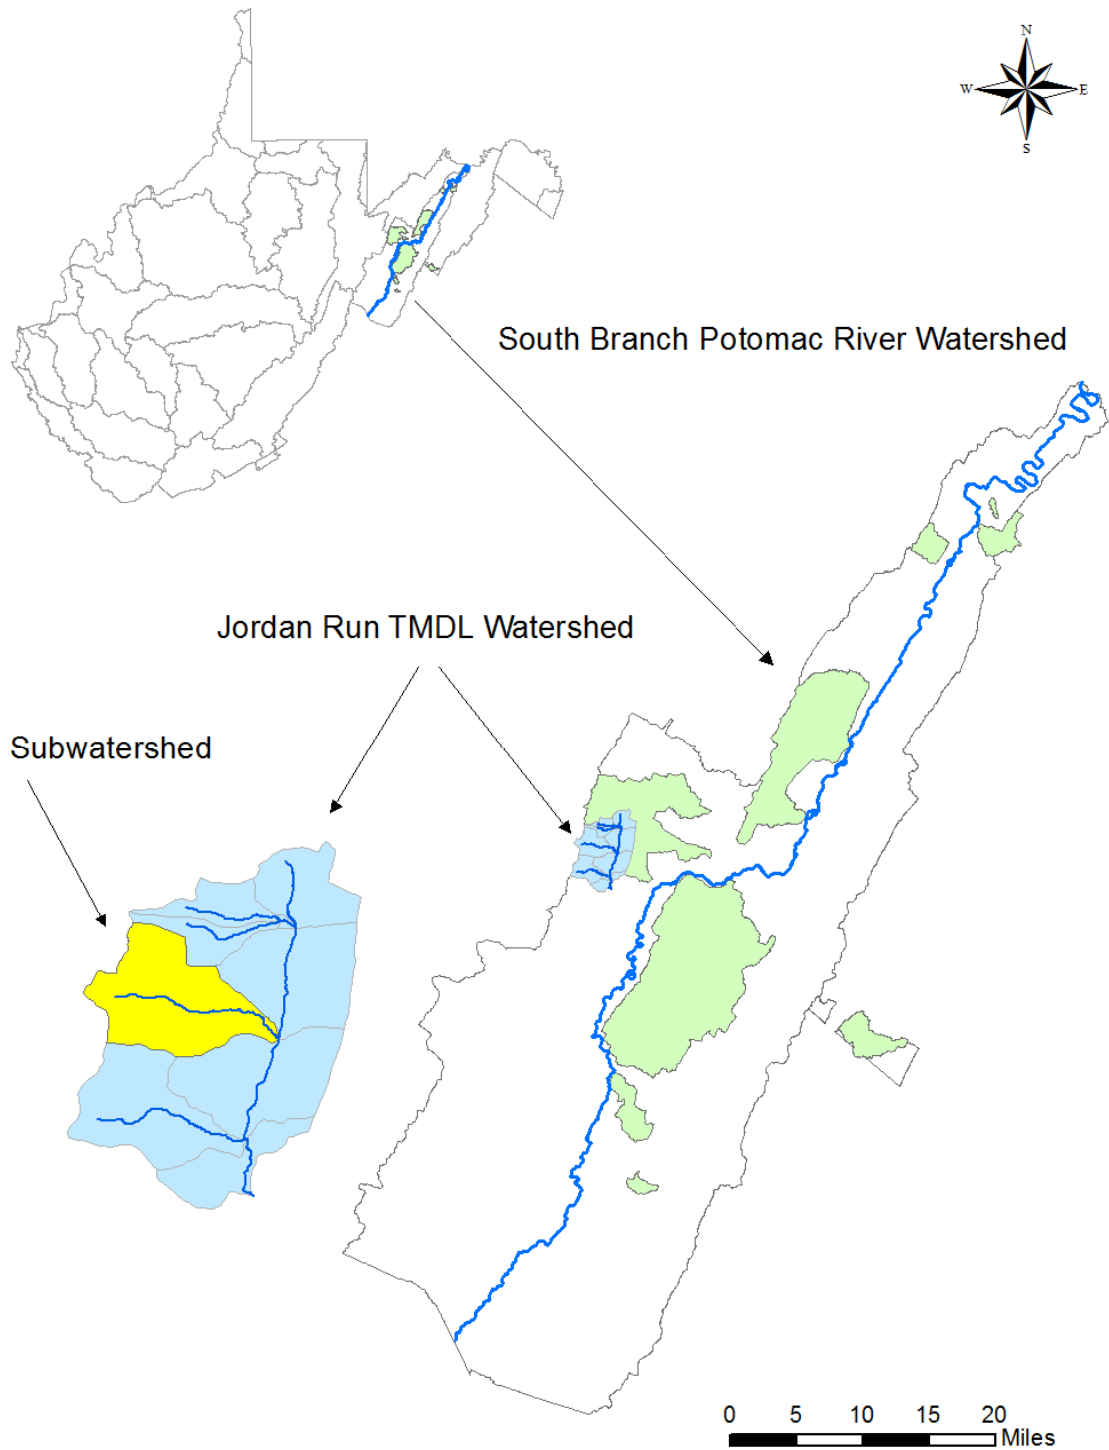 N
W E
S
South Branch Potomac River Watershed
Jordan Run TMDL Watershed
Subwatershed
0 5 10 15 20
Miles